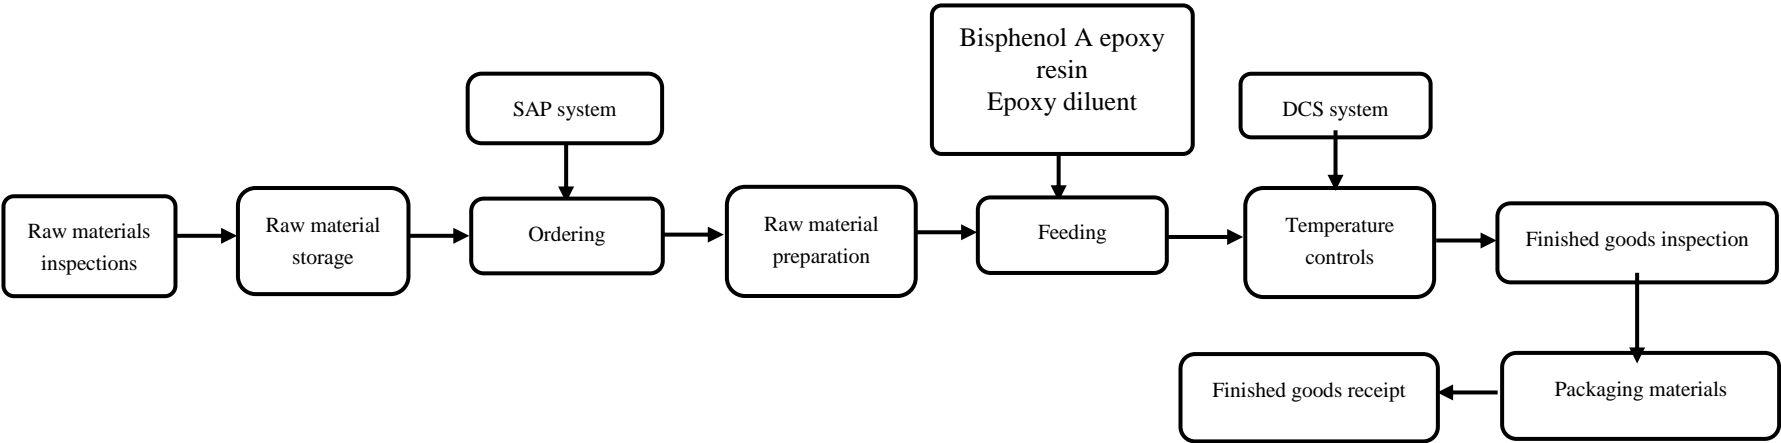 Bisphenol A epoxy
resin
Epoxy diluent
SAP system
DCS system
Raw materials
inspections
Raw material
storage
Ordering
Raw material
preparation
Feeding
Temperature
controls
Finished goods inspection
Finished goods receipt
Packaging materials